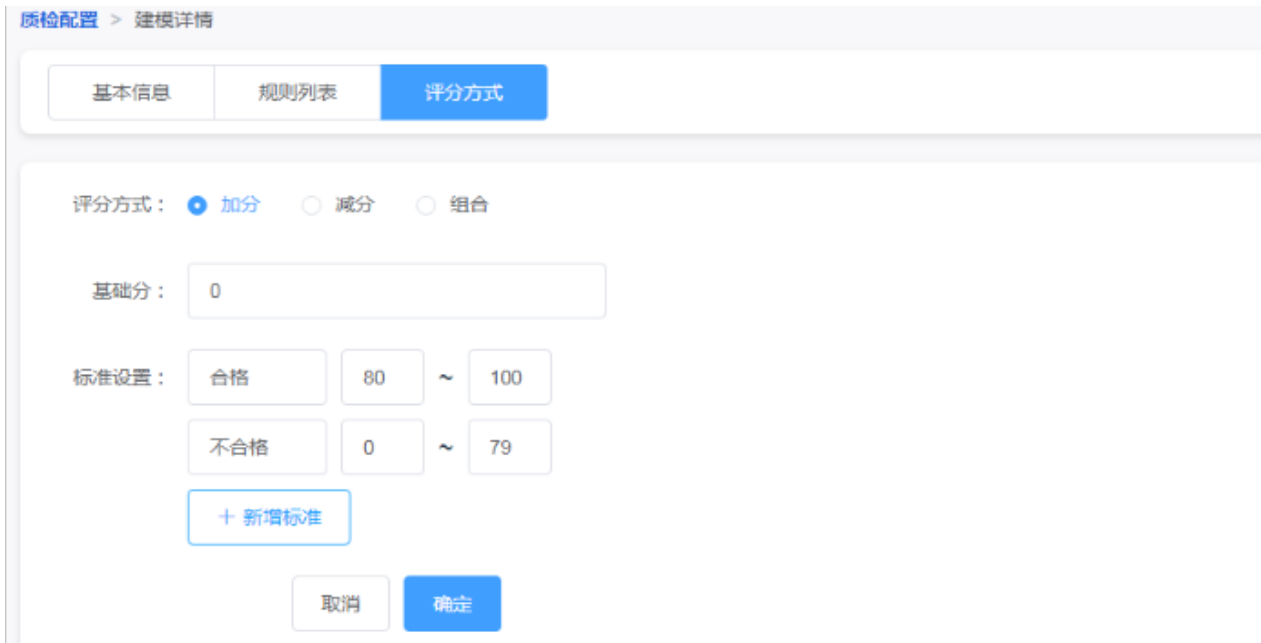 质检配置 > 建模详情
基本信息 规则列表 评分方式
评分方式： 加分 减分 组合
基础分： 0
标准设置： 合格 80 ~ 100
不合格 0 ~ 79
+ 新增标准
取消 确定